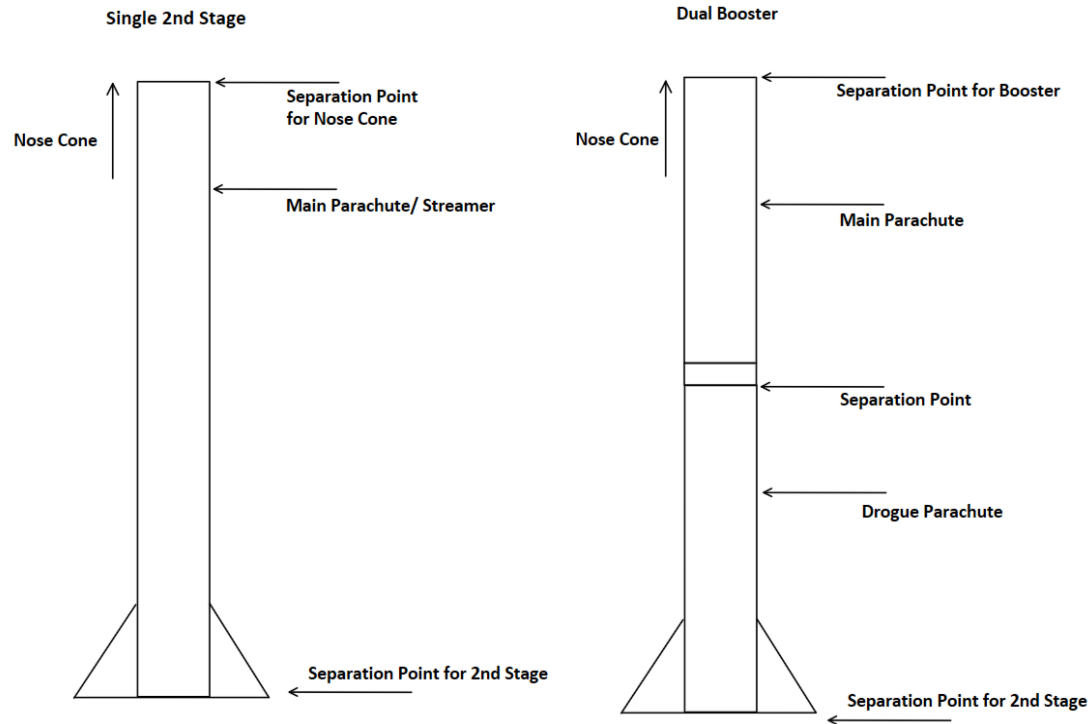 Single 2nd Stage
Separation Point
for Nose Cone
Nose Cone
Main Parachute/ Streamer
Separation Point for 2nd Stage
Dual Booster
Separation Point for Booster
Nose Cone
Main Parachute
Separation Point
Drogue Parachute
Separation Point for 2nd Stage